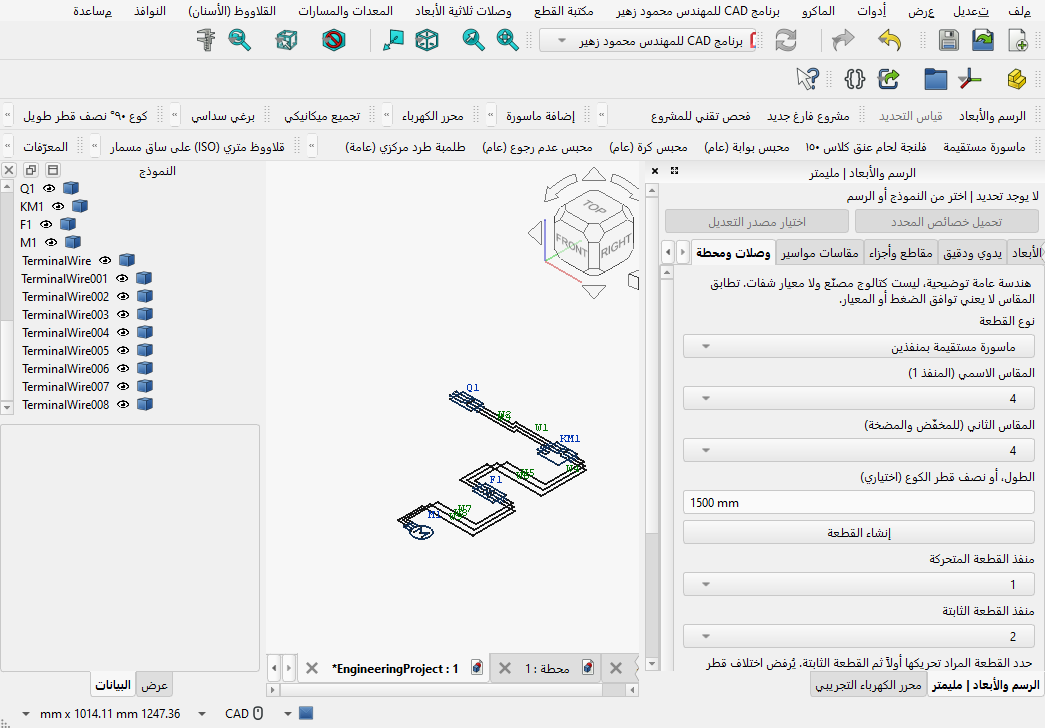 ملف تعديل عرض أدوات الماكرو برنامج CAD للمهندس محمود زهير مكتبة القطع وصلات ثلاثية الأبعاد المعدات والمسارات القلاووظ (الأسنان) النوافذ مساعدة
برنامج CAD للمهندس محمود زهير
الرسم والأبعاد قياس التحديد مشروع فارغ جديد فحص تقني للمشروع « إضافة ماسورة « محرر الكهرباء « تجميع ميكانيكي « برغي سداسي « كوع ٩٠° نصف قطر طويل «
ماسورة مستقيمة فلنجة لحام عنق كلاس ١٥٠ محبس بوابة (عام) محبس كرة (عام) محبس عدم رجوع (عام) طلمبة طرد مركزي (عامة) « قلاووظ متري (ISO) على ساق مسمار « المعرّفات «
الرسم والأبعاد | مليمتر
لا يوجد تحديد | اختر من النموذج أو الرسم
تحميل خصائص المحدد
اختيار مصدر التعديل
الأبعاد يدوي ودقيق مقاطع وأجزاء مقاسات مواسير وصلات ومحطة
هندسة عامة توضيحية، ليست كتالوج مصنّع ولا معيار شفات. تطابق
المقاس لا يعني توافق الضغط أو المعيار.
نوع القطعة
ماسورة مستقيمة بمنفذين
المقاس الاسمي (المنفذ 1)
4
المقاس الثاني (للمخفّض والمضخة)
4
الطول، أو نصف قطر الكوع (اختياري)
1500 mm
إنشاء القطعة
منفذ القطعة المتحركة
1
منفذ القطعة الثابتة
2
حدد القطعة المراد تحريكها أولاً ثم القطعة الثابتة. يُرفض اختلاف قطر
الرسم والأبعاد | مليمتر
محرر الكهرباء التجريبي
TOP
FRONT
RIGHT
Q1
W1
KM1
F1
W7
M1
M
محطة : 1
*EngineeringProject : 1
النموذج
Q1
KM1
F1
M1
TerminalWire
TerminalWire001
TerminalWire002
TerminalWire003
TerminalWire004
TerminalWire005
TerminalWire006
TerminalWire007
TerminalWire008
عرض
البيانات
CAD
1247.36 mm x 1014.11 mm